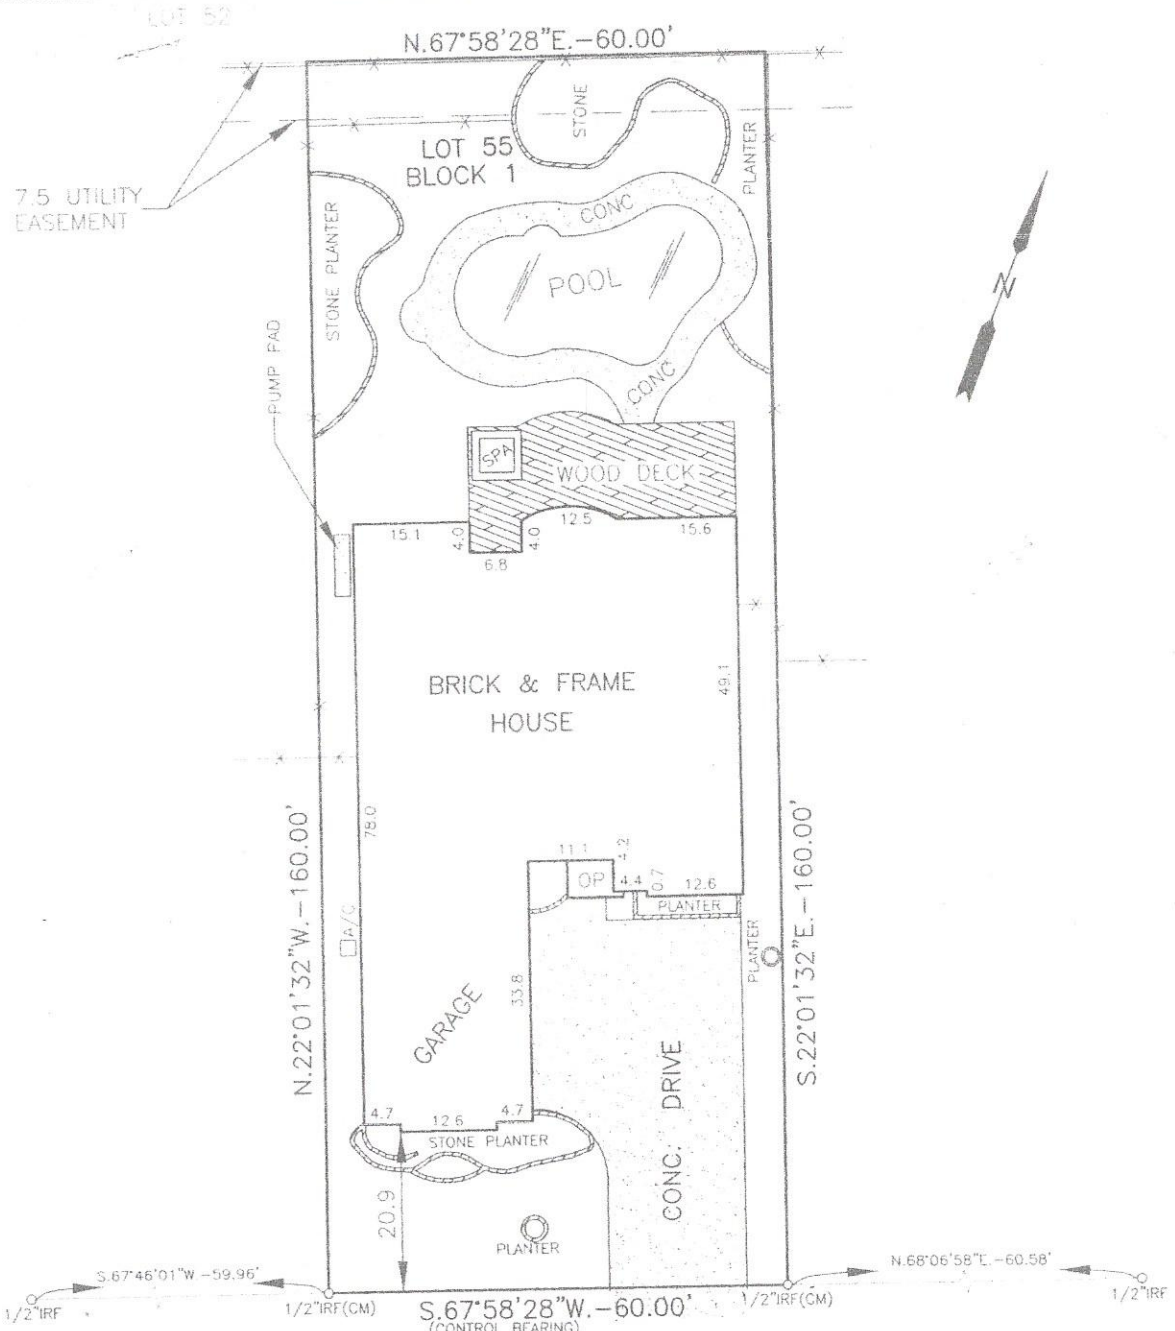 LOT 52
N.67°58'28"E.-60.00'
STONE
LOT 55
BLOCK 1
PLANTER
7.5 UTILITY
EASEMENT
STONE PLANTER
CONC
POOL
N
PUMP PAD
CONC
SPA
WOOD DECK
15.1
4.0
6.8
4.0
12.5
15.6
BRICK & FRAME
HOUSE
49.1
78.0
N.22°01'32"W.-160.00'
S.22°01'32"E.-160.00'
11.1
4.2
OP
4.4
0.7
12.6
PLANTER
A/C
PLANTER
33.8
GARAGE
CONC. DRIVE
4.7
12.6
4.7
STONE PLANTER
20.9
PLANTER
S.67°46'01"W.-59.96'
N.68°06'58"E.-60.58'
1/2"IRF
1/2"IRF(CM)
S.67°58'28"W.-60.00'
1/2"IRF(CM)
1/2"IRF
(CONTROL BEARING)